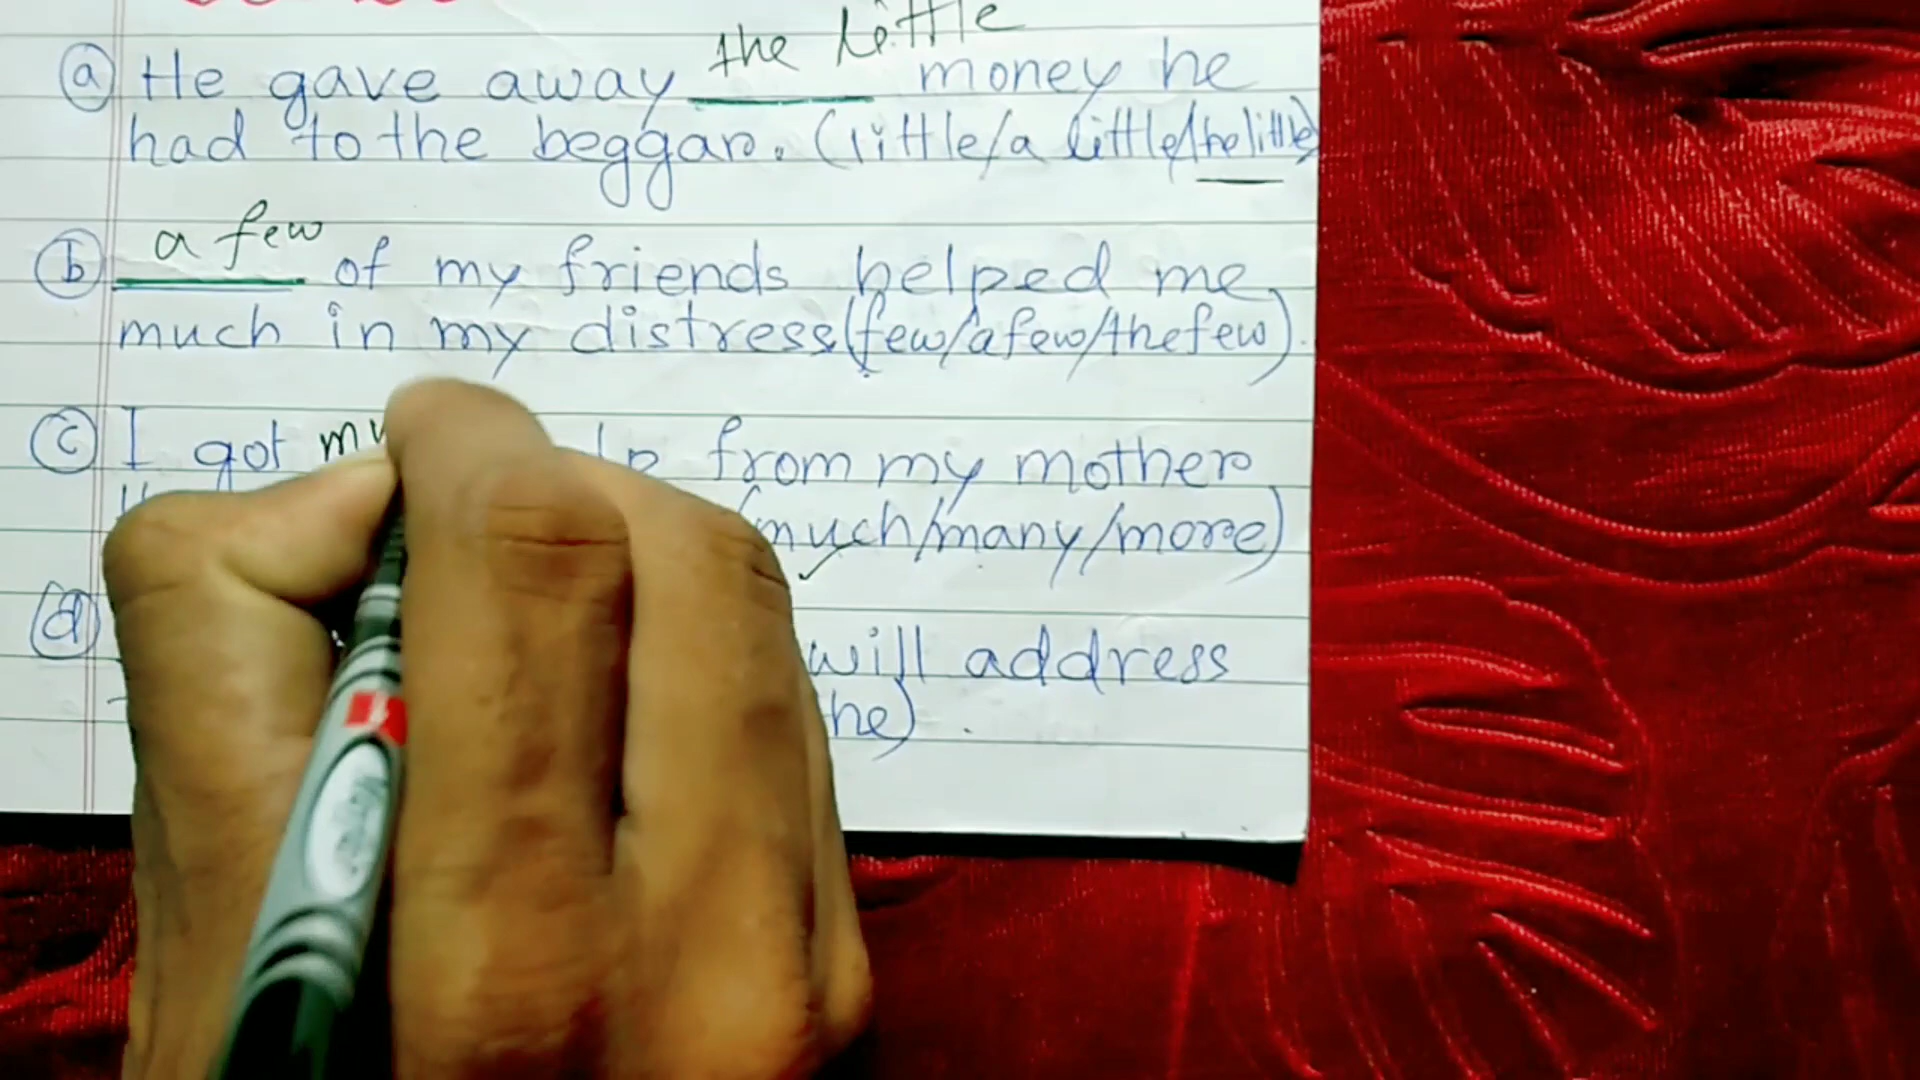 the little
(a) He gave away ______ money he
had to the beggar. (little/a little/the little)
a few
(b) ______ of my friends helped me
much in my distress(few/a few/the few).
(c) I got from my mother
(much/many/more)
(d) will address